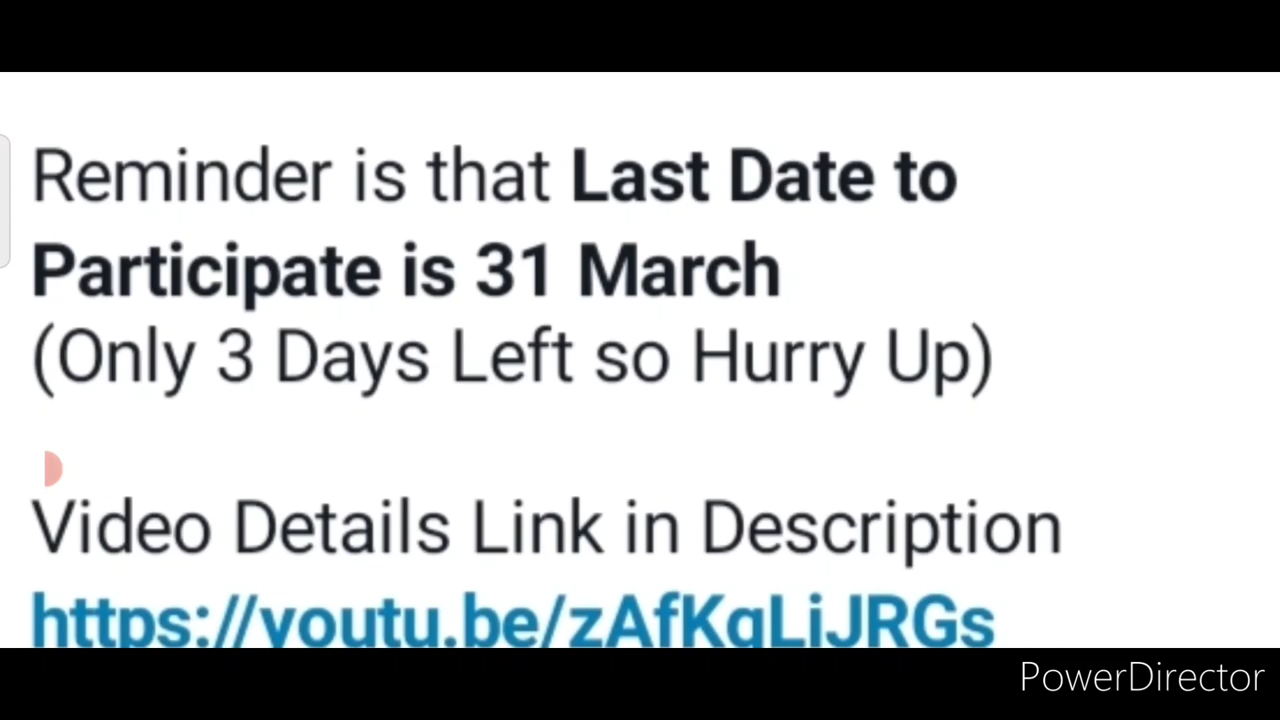 Reminder is that Last Date to
Participate is 31 March
(Only 3 Days Left so Hurry Up)
Video Details Link in Description
https://youtu.be/zAfKgLiJRGs
PowerDirector